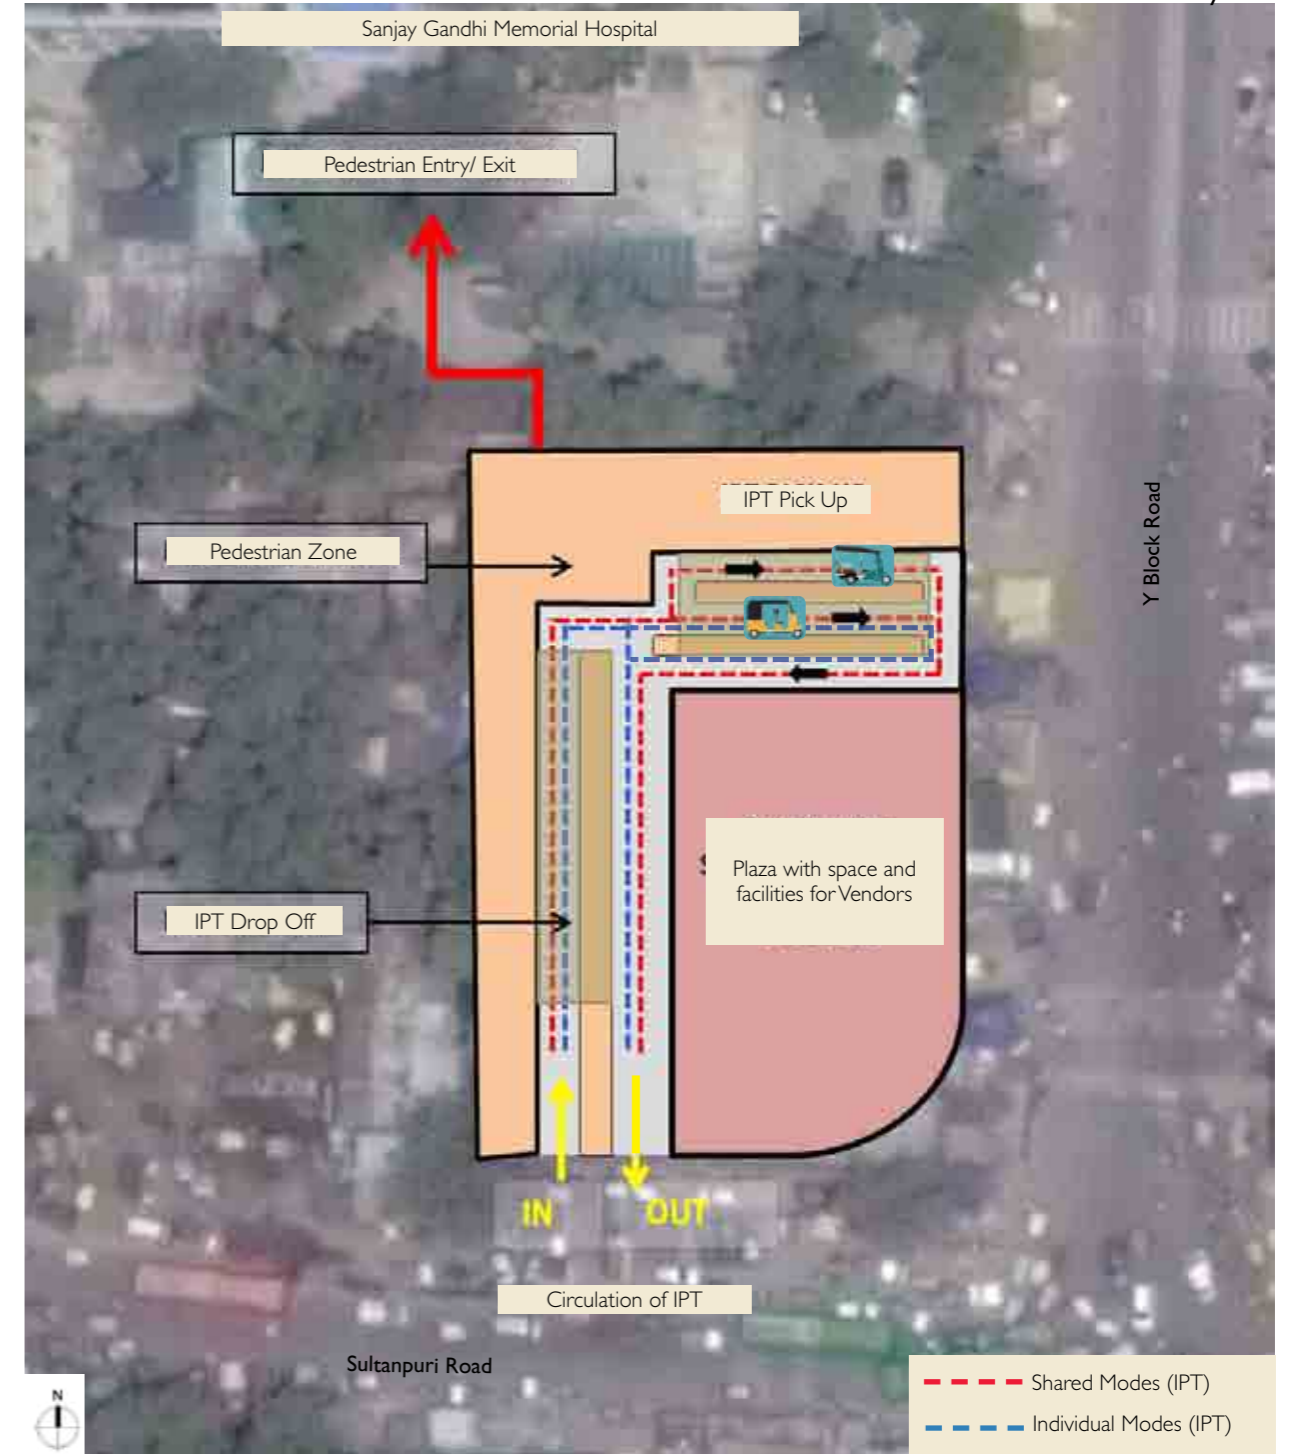 Sanjay Gandhi Memorial Hospital
Pedestrian Entry/ Exit
IPT Pick Up
Y Block Road
Pedestrian Zone
Plaza with space and
facilities for Vendors
IPT Drop Off
IN
OUT
Circulation of IPT
Sultanpuri Road
N
Shared Modes (IPT)
Individual Modes (IPT)